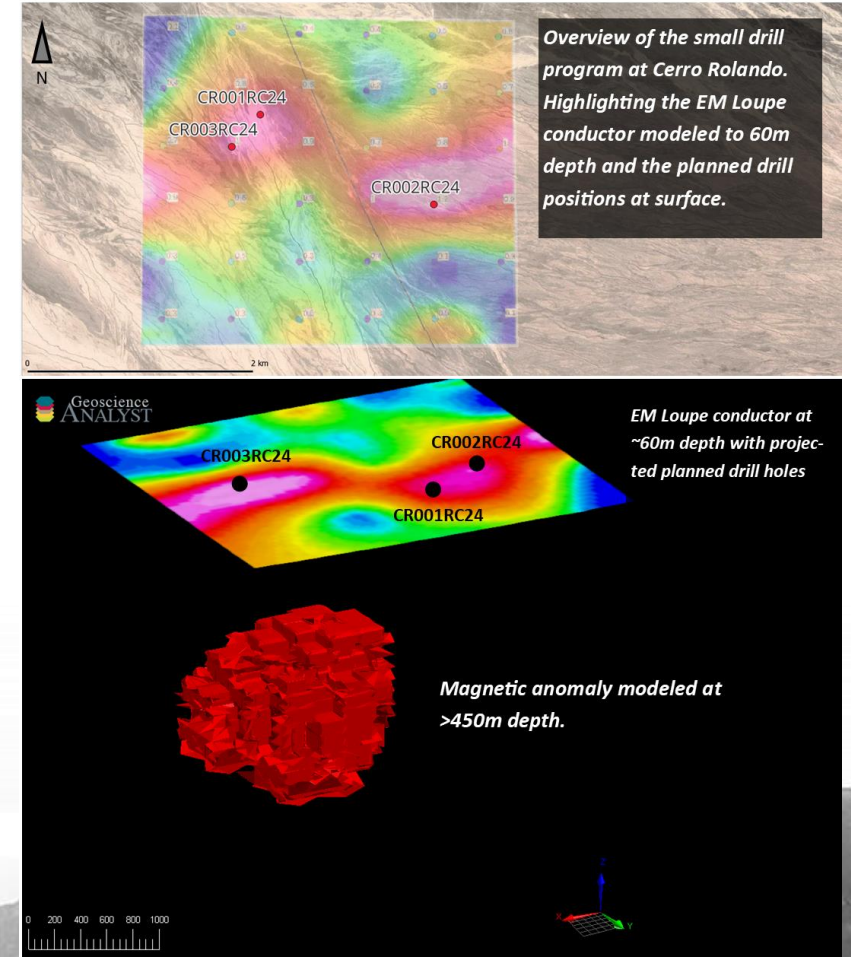 Overview of the small drill
program at Cerro Rolando.
Highlighting the EM Loupe
conductor modeled to 60m
depth and the planned drill
positions at surface.
N
CR001RC24
CR003RC24
CR002RC24
0 2 km
Geoscience
ANALYST
EM Loupe conductor at
~60m depth with projec-
ted planned drill holes
CR002RC24
CR003RC24
CR001RC24
Magnetic anomaly modeled at
>450m depth.
Z
X
Y
0 200 400 600 800 1000